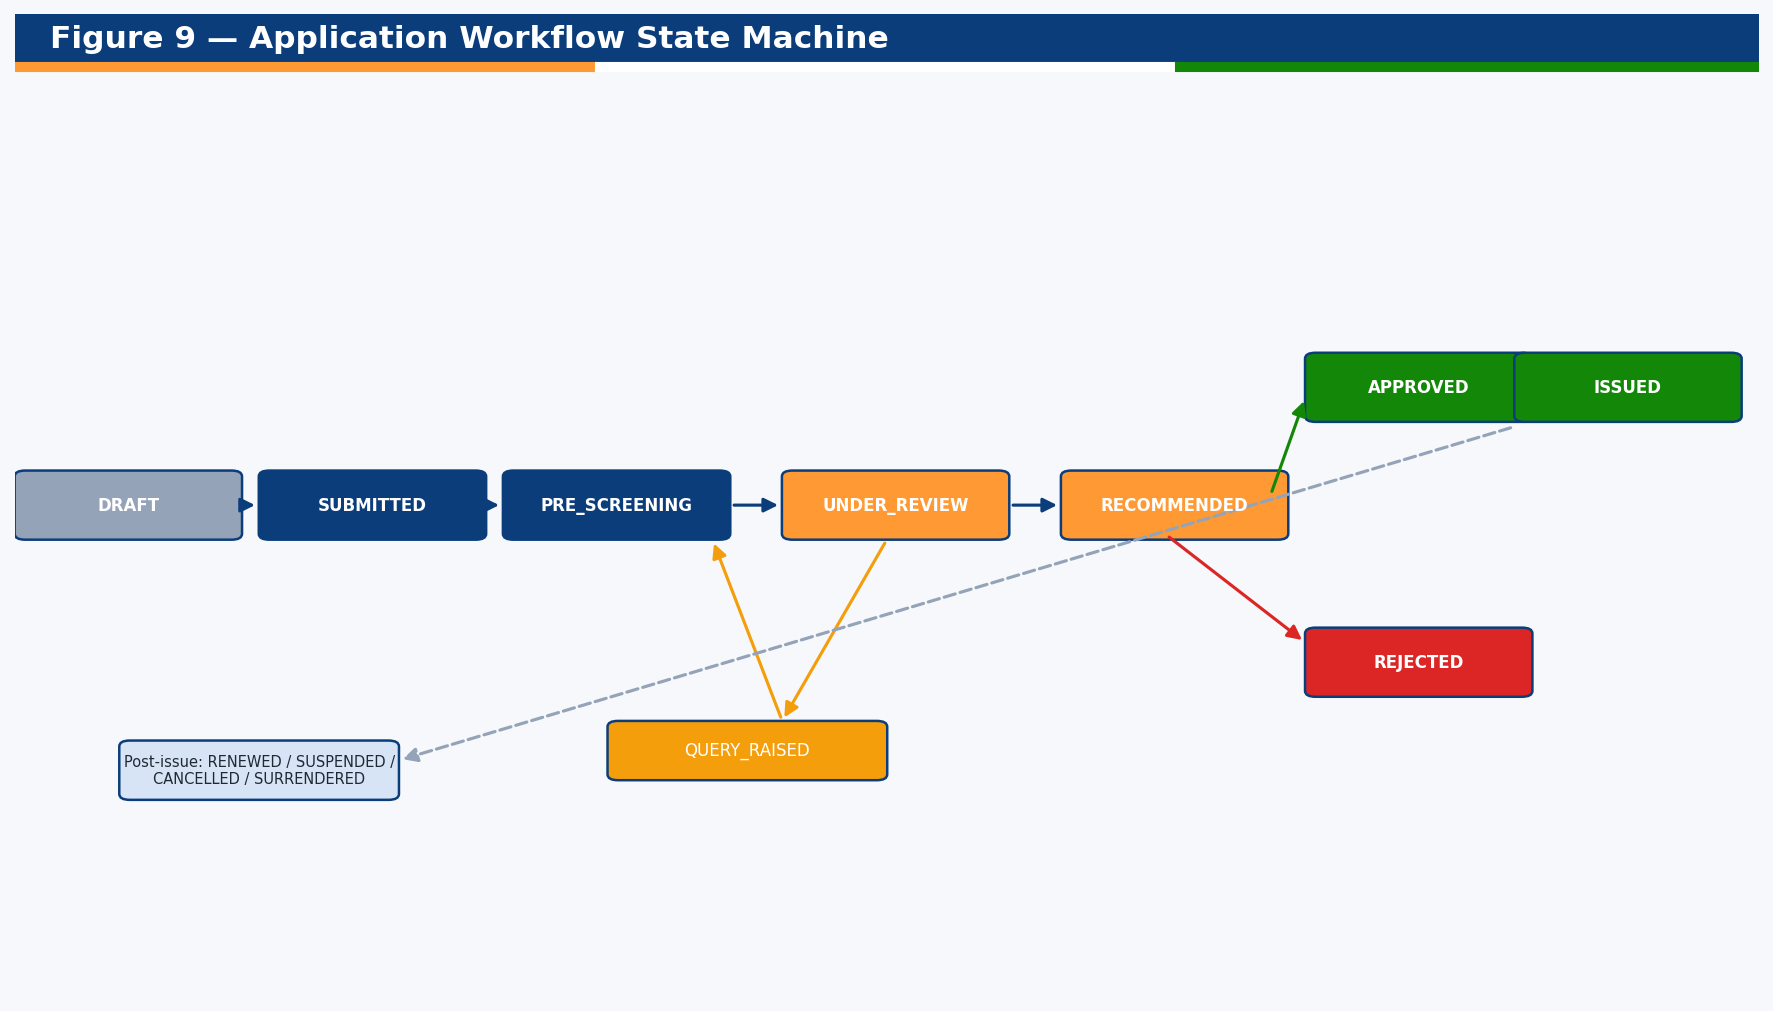 Figure 9 — Application Workflow State Machine
APPROVED
ISSUED
DRAFT
SUBMITTED
PRE_SCREENING
UNDER_REVIEW
RECOMMENDED
REJECTED
QUERY_RAISED
Post-issue: RENEWED / SUSPENDED /
CANCELLED / SURRENDERED